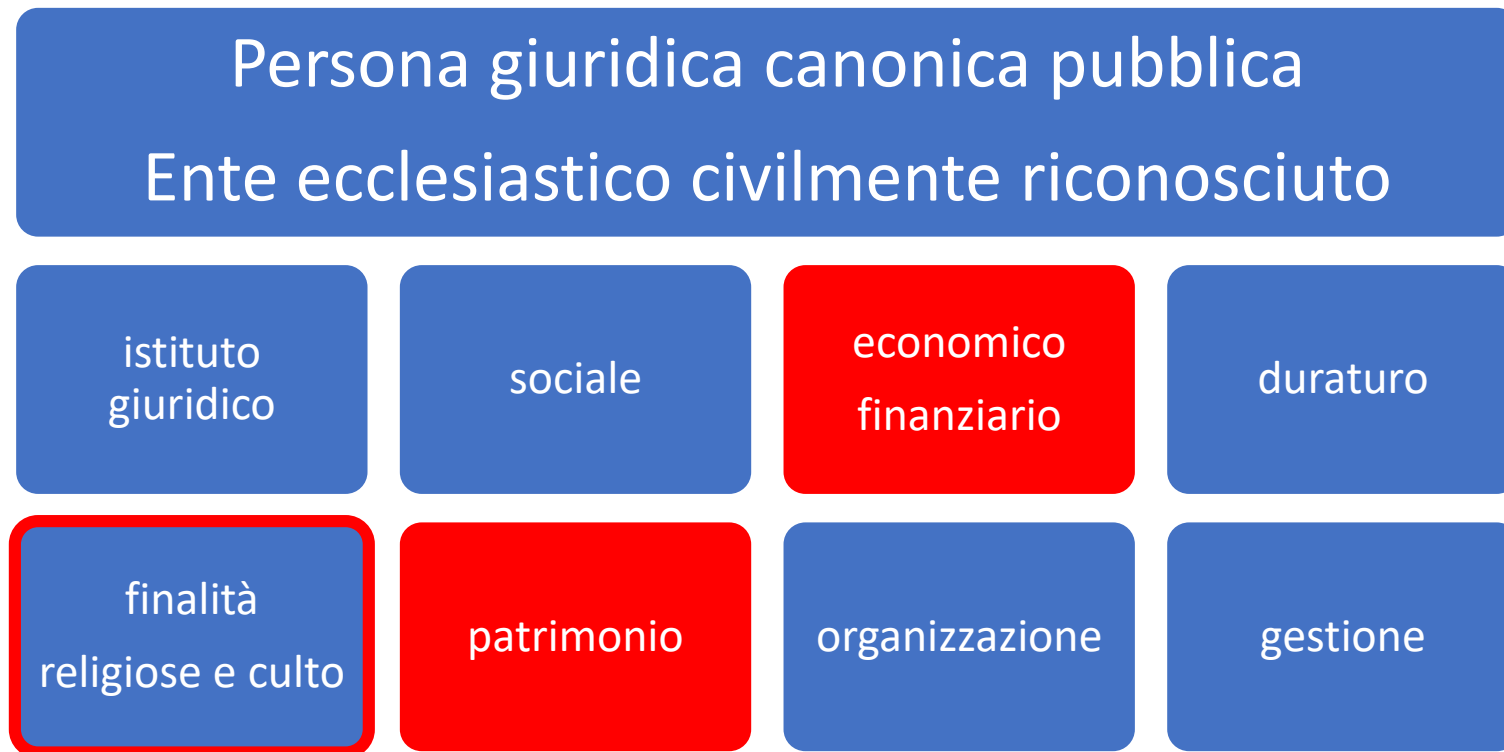 Persona giuridica canonica pubblica
Ente ecclesiastico civilmente riconosciuto
istituto
giuridico
sociale
economico
finanziario
duraturo
finalità
religiose e culto
patrimonio
organizzazione
gestione